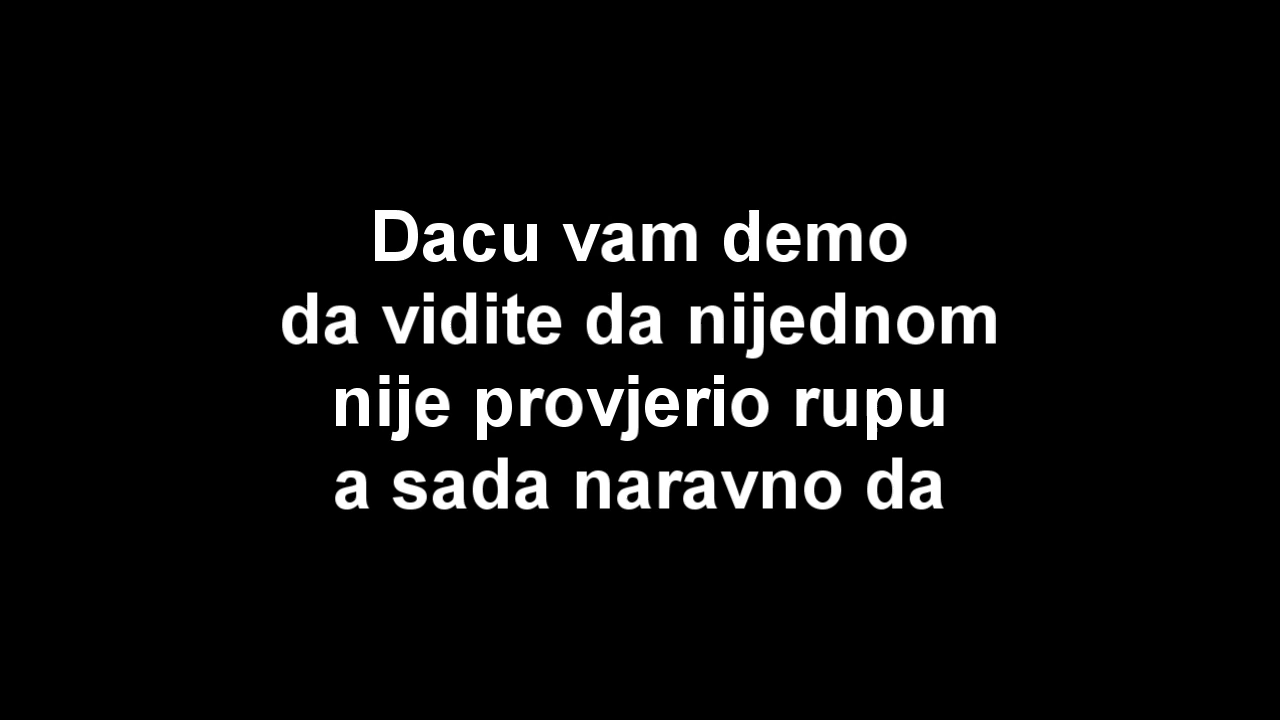 Dacu vam demo
da vidite da nijednom
nije provjerio rupu
a sada naravno da